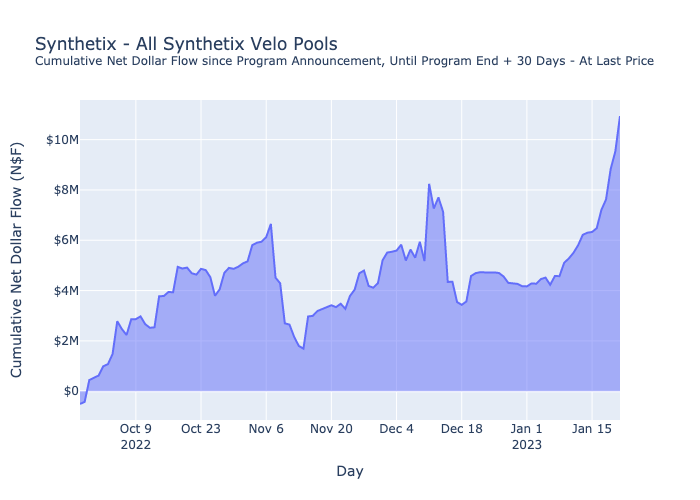 Synthetix - All Synthetix Velo Pools
Cumulative Net Dollar Flow since Program Announcement, Until Program End + 30 Days - At Last Price
Cumulative Net Dollar Flow (N$F)
$10M
$8M
$6M
$4M
$2M
$0
Oct 9 Oct 23 Nov 6 Nov 20 Dec 4 Dec 18 Jan 1 Jan 15
2022 2023
Day